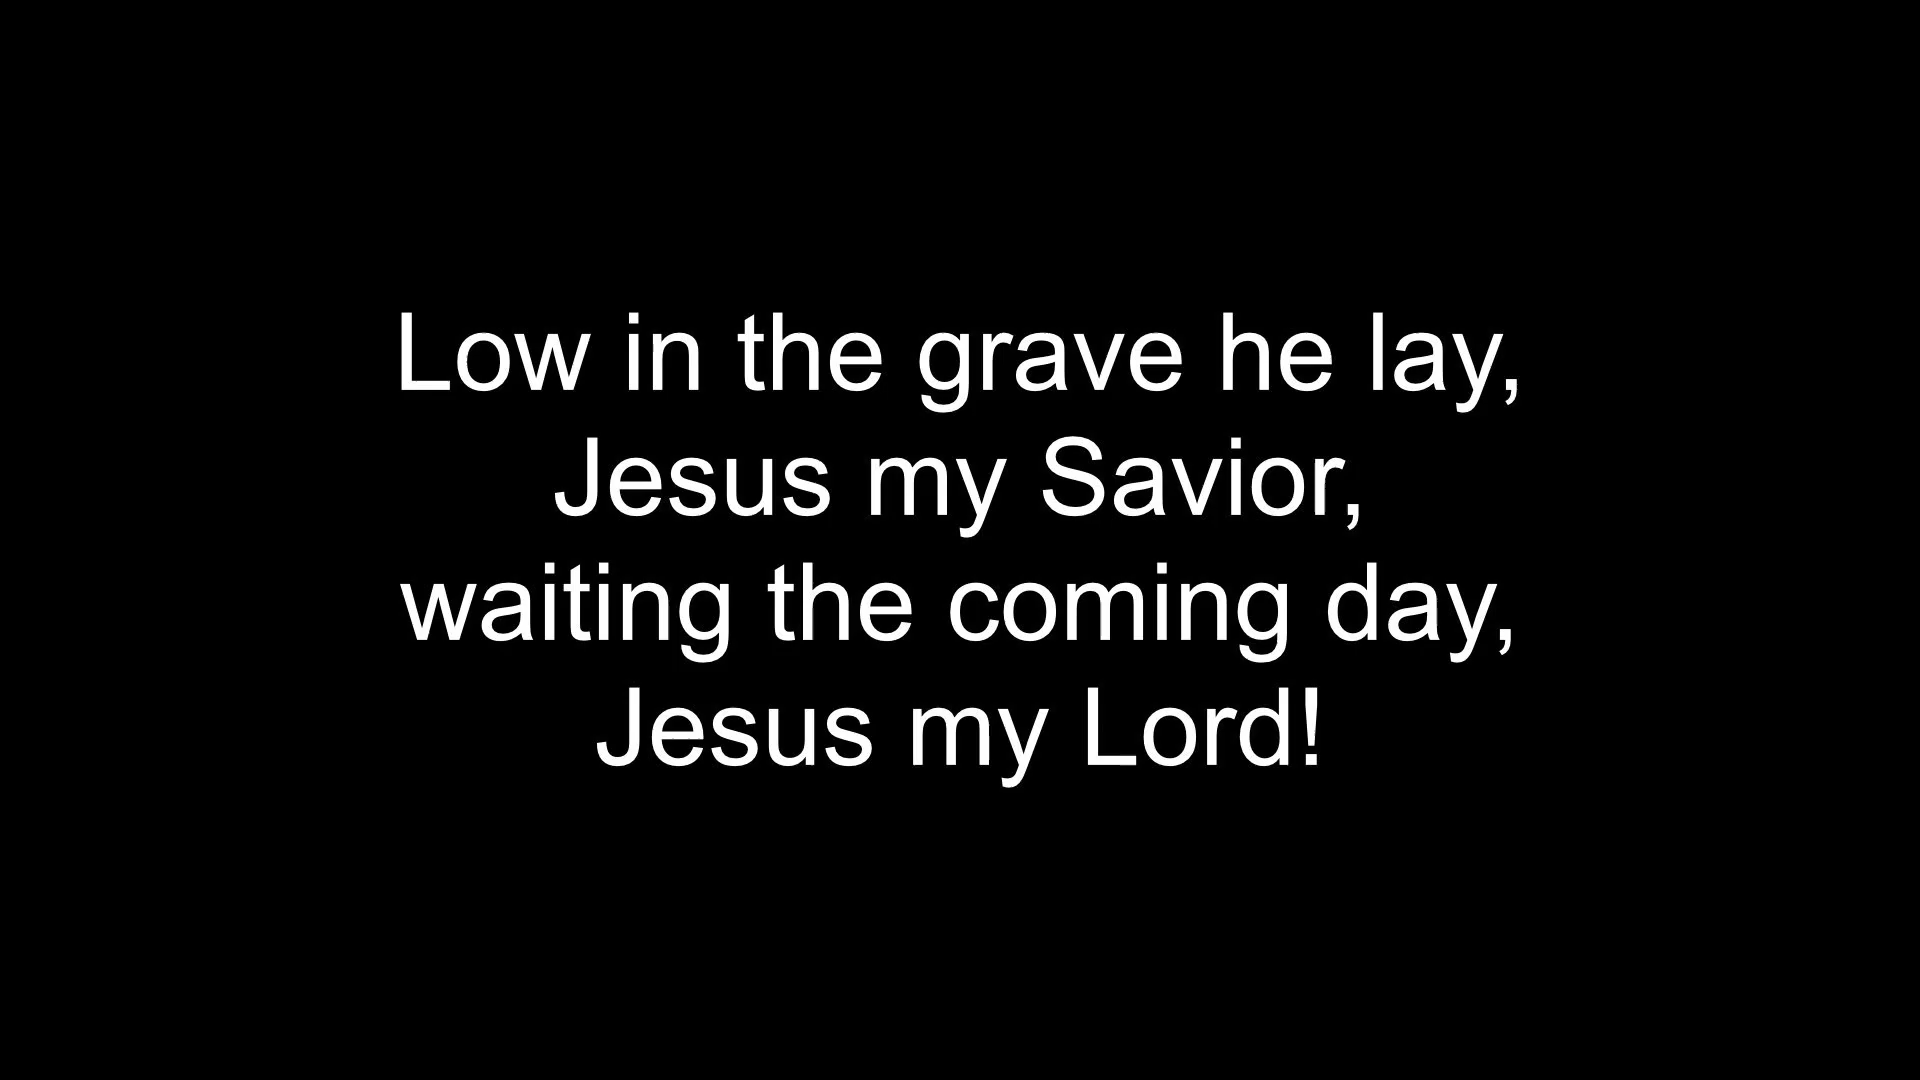 Low in the grave he lay,
Jesus my Savior,
waiting the coming day,
Jesus my Lord!